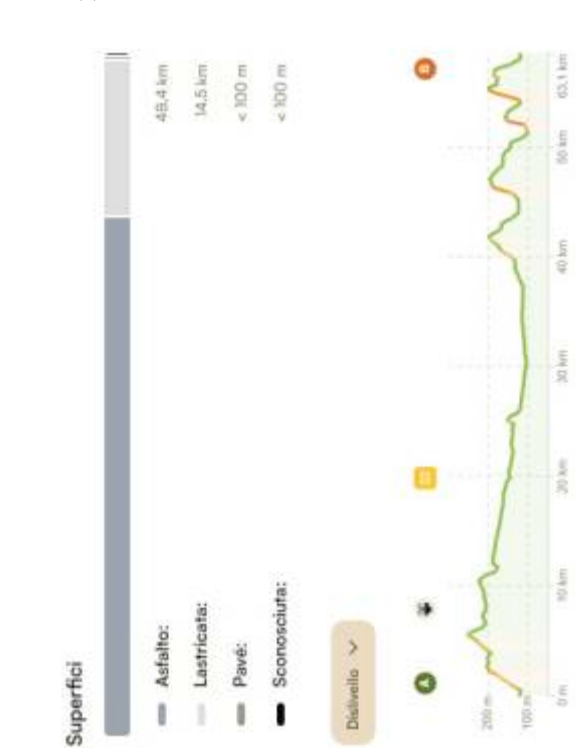 Superfici
Asfalto: 48,4 km
Lastricata: 14,5 km
Pavé: < 100 m
Sconosciuta: < 100 m
Dislivello
A
B
200 m
100 m
0 m
10 km
20 km
30 km
40 km
50 km
63,1 km